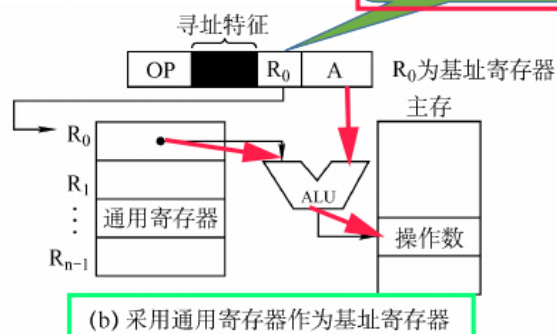 寻址特征
OP R₀ A R₀为基址寄存器
主存
R₀
R₁
⋮
通用寄存器
Rₙ₋₁
ALU
操作数
(b) 采用通用寄存器作为基址寄存器